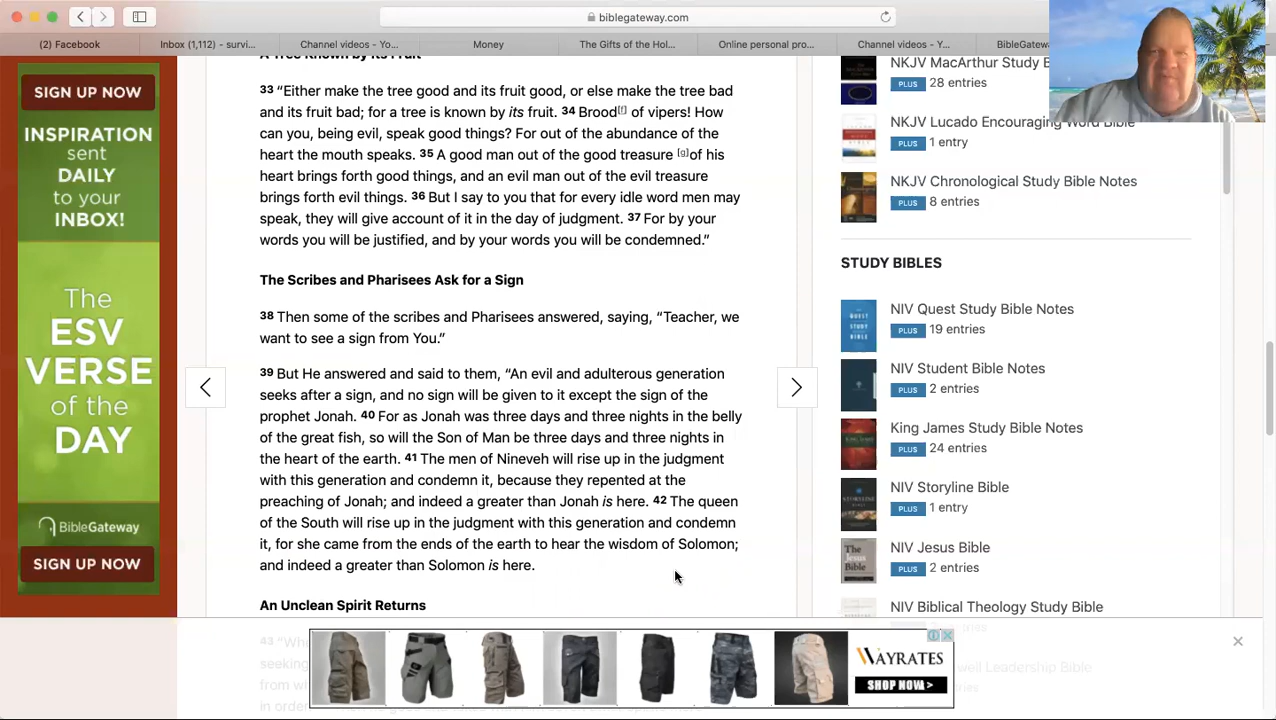 biblegateway.com
(2) Facebook
Inbox (1,112) - survi...
Channel videos - Yo...
Money
The Gifts of the Hol...
Online personal pro...
Channel videos - Y...
BibleGatew
SIGN UP NOW
INSPIRATION
sent
DAILY
to your
INBOX!
The
ESV
VERSE
of the
DAY
BibleGateway
SIGN UP NOW
A Tree Known by Its Fruit
33 “Either make the tree good and its fruit good, or else make the tree bad
and its fruit bad; for a tree is known by its fruit. 34 Brood[f] of vipers! How
can you, being evil, speak good things? For out of the abundance of the
heart the mouth speaks. 35 A good man out of the good treasure [g]of his
heart brings forth good things, and an evil man out of the evil treasure
brings forth evil things. 36 But I say to you that for every idle word men may
speak, they will give account of it in the day of judgment. 37 For by your
words you will be justified, and by your words you will be condemned.”
The Scribes and Pharisees Ask for a Sign
38 Then some of the scribes and Pharisees answered, saying, “Teacher, we
want to see a sign from You.”
39 But He answered and said to them, “An evil and adulterous generation
seeks after a sign, and no sign will be given to it except the sign of the
prophet Jonah. 40 For as Jonah was three days and three nights in the belly
of the great fish, so will the Son of Man be three days and three nights in
the heart of the earth. 41 The men of Nineveh will rise up in the judgment
with this generation and condemn it, because they repented at the
preaching of Jonah; and indeed a greater than Jonah is here. 42 The queen
of the South will rise up in the judgment with this generation and condemn
it, for she came from the ends of the earth to hear the wisdom of Solomon;
and indeed a greater than Solomon is here.
An Unclean Spirit Returns
43 “Wh
seeking
from wh
in order
NKJV MacArthur Study B
PLUS 28 entries
NKJV Lucado Encouraging Word Bible
PLUS 1 entry
NKJV Chronological Study Bible Notes
PLUS 8 entries
STUDY BIBLES
NIV Quest Study Bible Notes
PLUS 19 entries
NIV Student Bible Notes
PLUS 2 entries
King James Study Bible Notes
PLUS 24 entries
NIV Storyline Bible
PLUS 1 entry
The Jesus Bible
NIV Jesus Bible
PLUS 2 entries
NIV Biblical Theology Study Bible
entries
well Leadership Bible
entries
WAYRATES
SHOP NOW >